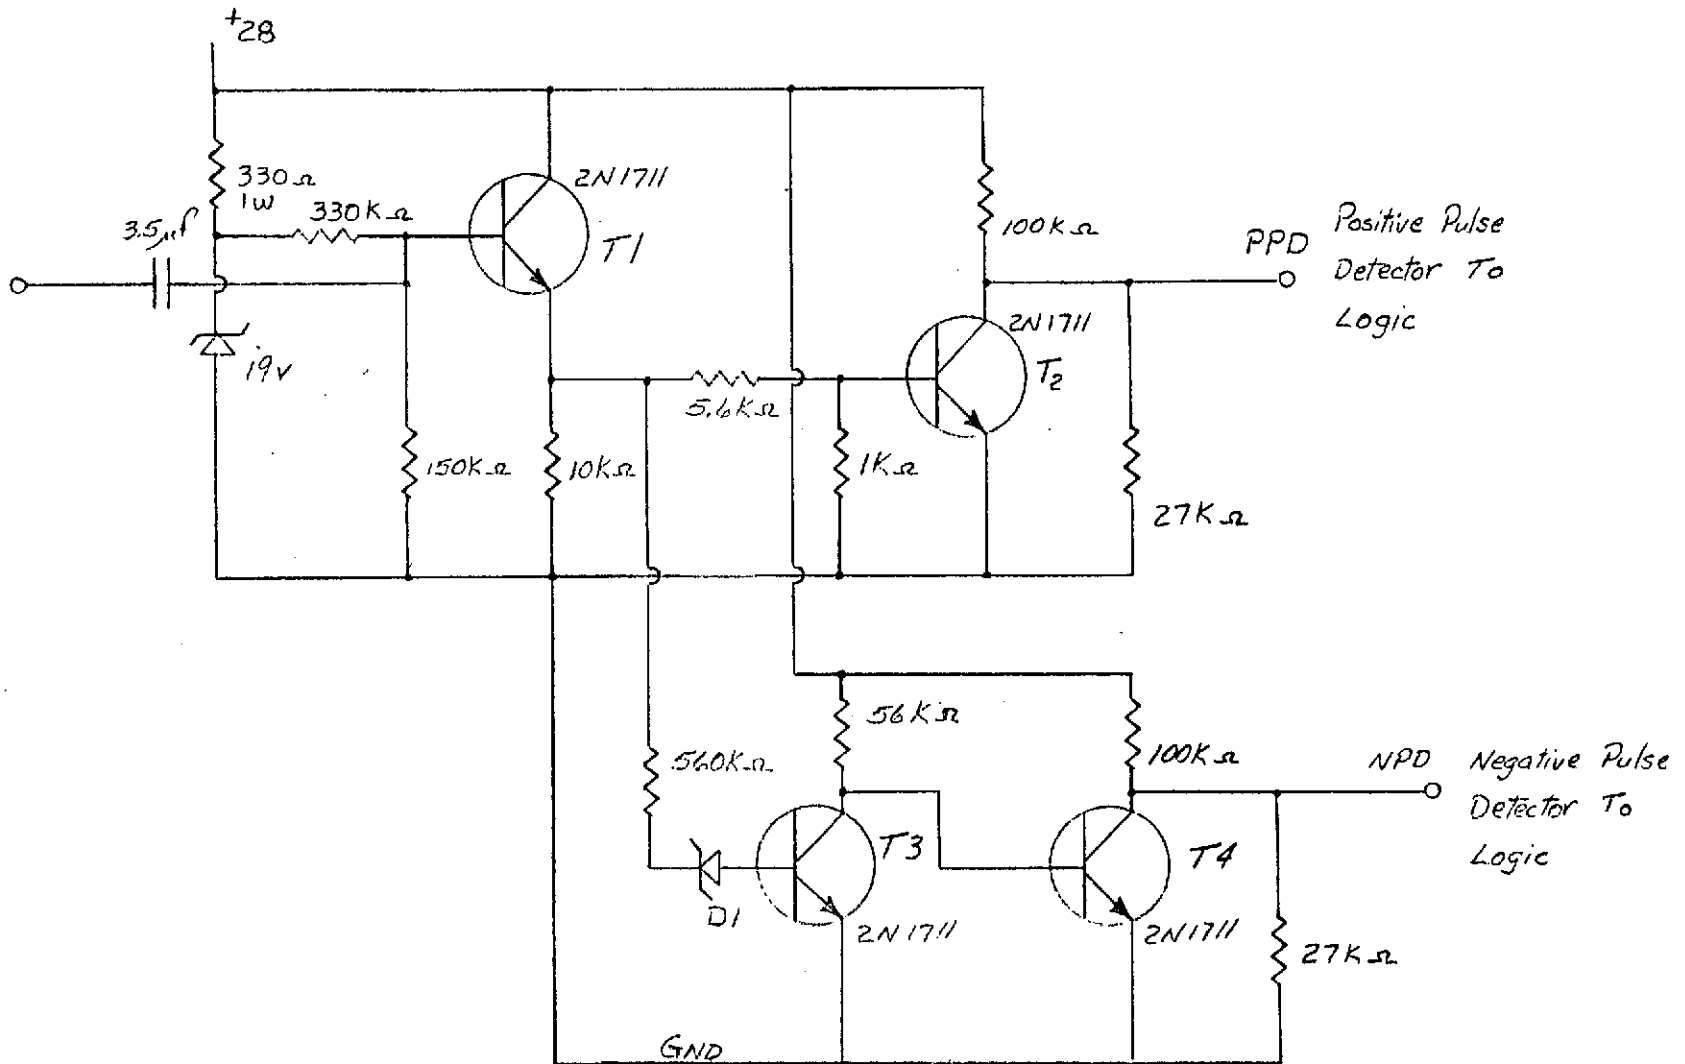 +28
330Ω
1W
330KΩ
3.5μf
19v
2N1711
T1
150KΩ
10KΩ
5.6KΩ
1KΩ
100KΩ
2N1711
T2
27KΩ
PPD
Positive Pulse
Detector To
Logic
56KΩ
560KΩ
100KΩ
D1
T3
2N1711
T4
2N1711
27KΩ
NPD
Negative Pulse
Detector To
Logic
GND